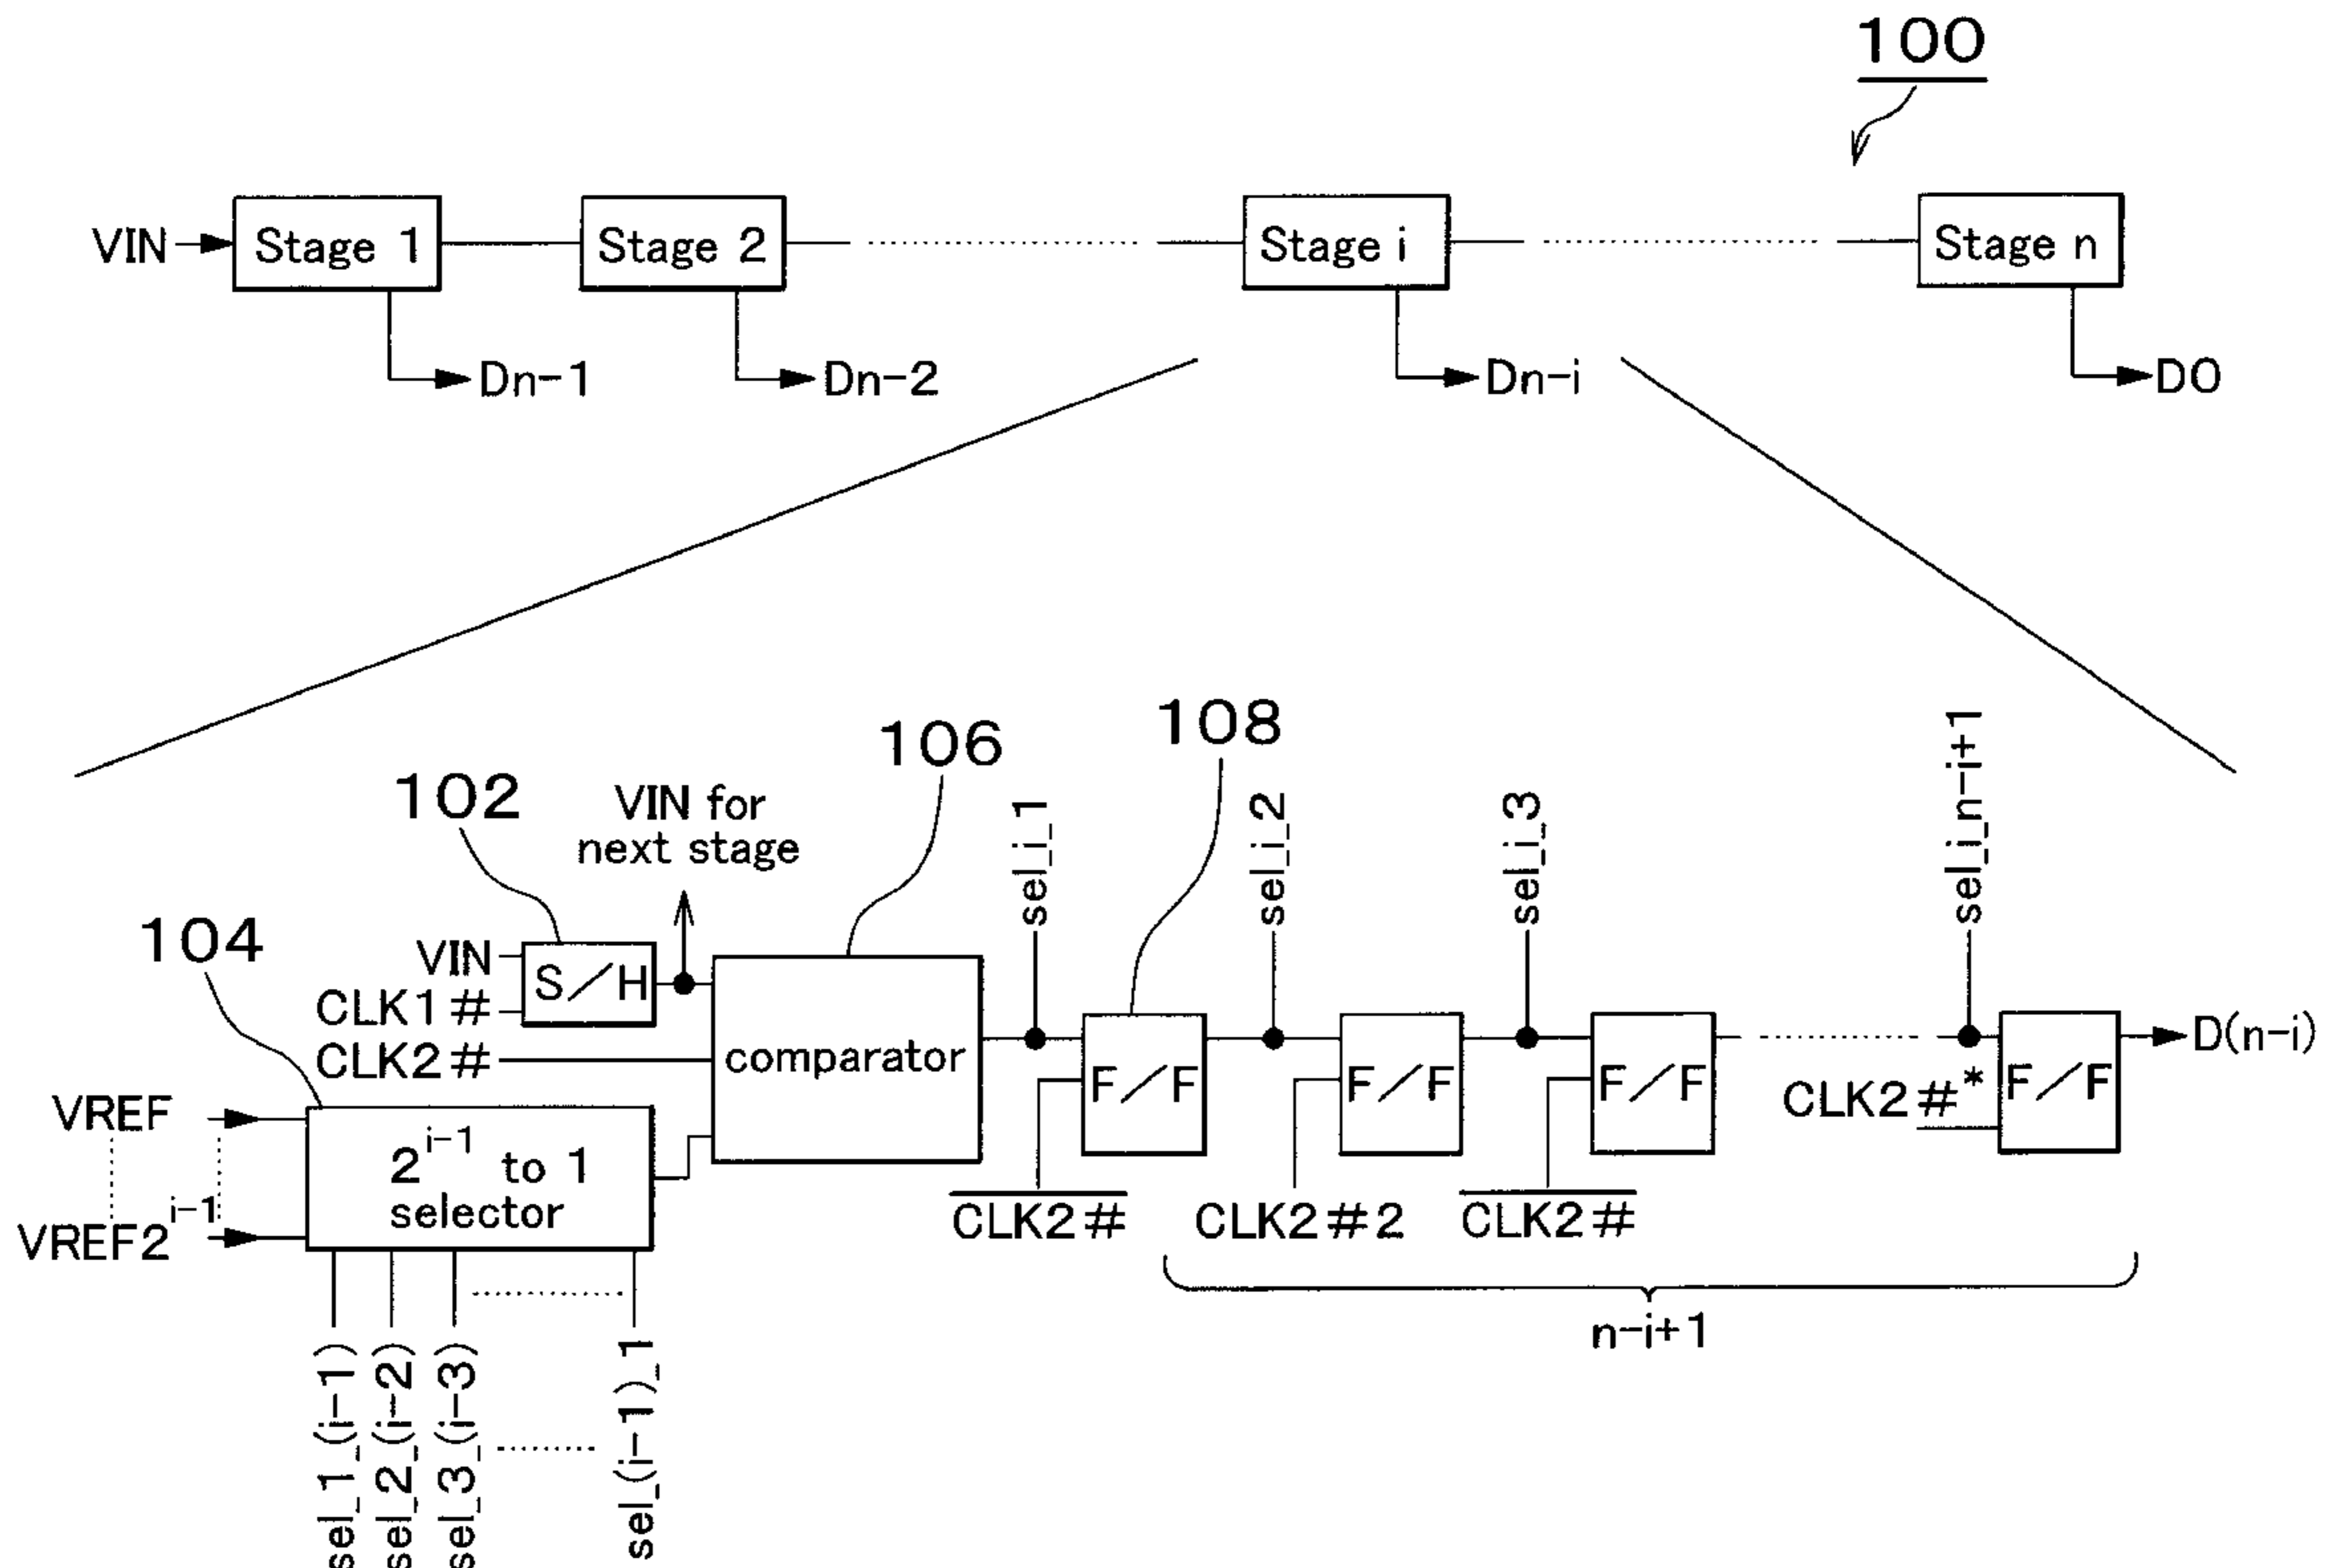 100
VIN
Stage 1
Stage 2
Stage i
Stage n
Dn-1
Dn-2
Dn-i
D0
102
VIN for
next stage
106
sel_i_1
108
sel_i_2
sel_i_3
sel_i_n-i+1
104
VIN
CLK1#
S/H
CLK2#
comparator
F/F
F/F
F/F
CLK2#*
F/F
D(n-i)
VREF
VREF2^i-1
2^i-1 to 1
selector
CLK2#
CLK2#2
CLK2#
n-i+1
sel_1_(i-1)
sel_2_(i-2)
sel_3_(i-3)
sel_(i-1)_1